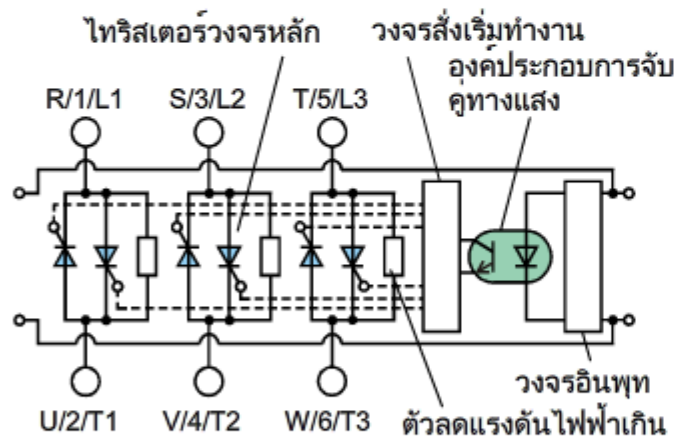 ไทริสเตอร์วงจรหลัก
วงจรสั่งเริ่มทำงาน
องค์ประกอบการจับ
คู่ทางแสง
R/1/L1
S/3/L2
T/5/L3
วงจรอินพุท
U/2/T1
V/4/T2
W/6/T3
ตัวลดแรงดันไฟฟ้าเกิน